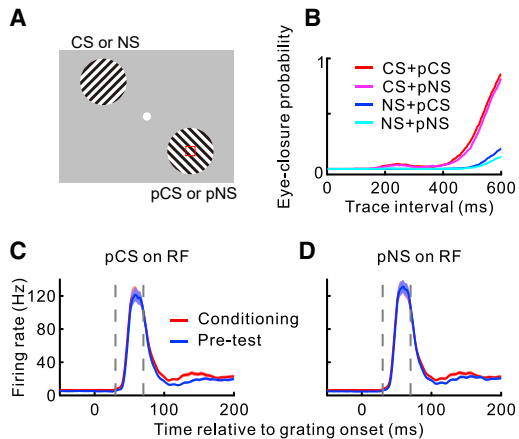 A
CS or NS
pCS or pNS
B
Eye-closure probability
1
0
CS+pCS
CS+pNS
NS+pCS
NS+pNS
0 200 400 600
Trace interval (ms)
C
pCS on RF
Firing rate (Hz)
120
80
40
0
Conditioning
Pre-test
0 100 200
D
pNS on RF
0 100 200
Time relative to grating onset (ms)